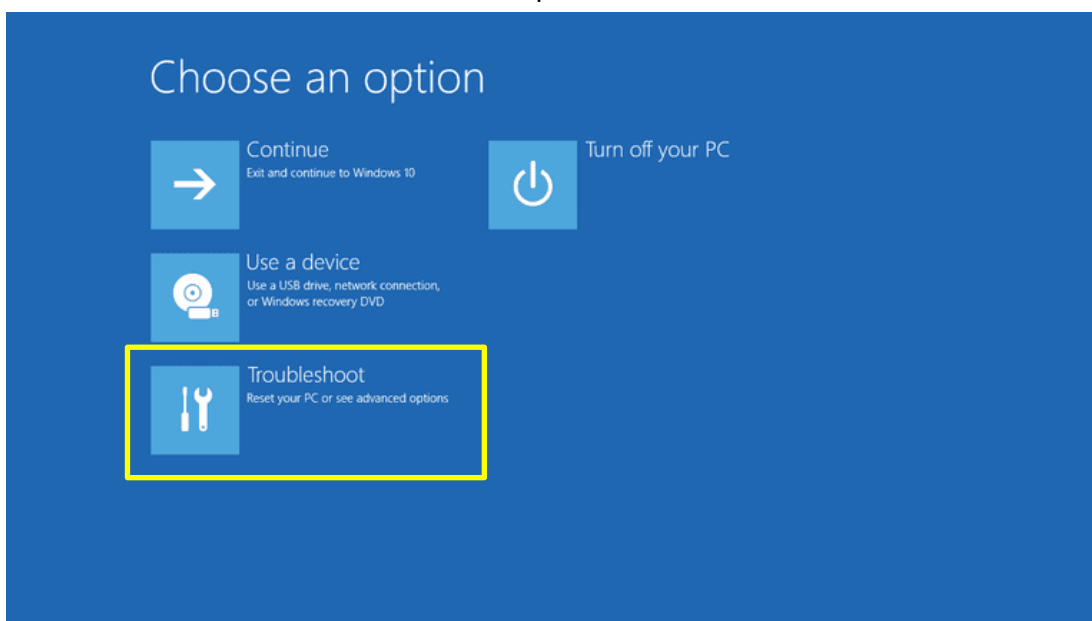 Choose an option
Continue
Exit and continue to Windows 10
Turn off your PC
Use a device
Use a USB drive, network connection,
or Windows recovery DVD
Troubleshoot
Reset your PC or see advanced options